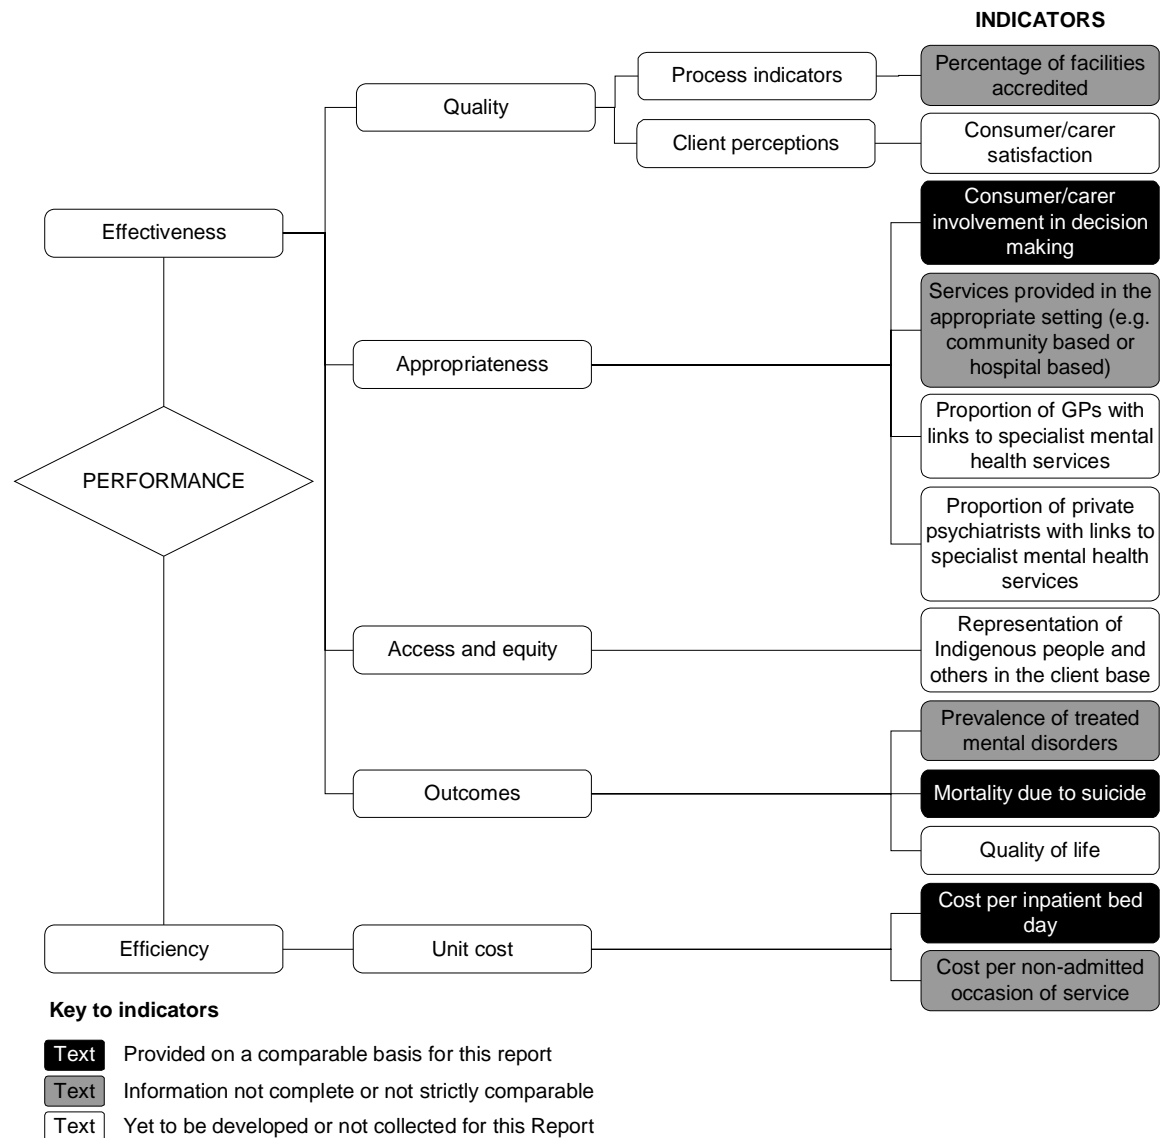 INDICATORS
Process indicators
Percentage of facilities
accredited
Quality
Client perceptions
Consumer/carer
satisfaction
Effectiveness
Consumer/carer
involvement in decision
making
Services provided in the
appropriate setting (e.g.
community based or
hospital based)
Appropriateness
Proportion of GPs with
links to specialist mental
health services
PERFORMANCE
Proportion of private
psychiatrists with links to
specialist mental health
services
Access and equity
Representation of
Indigenous people and
others in the client base
Prevalence of treated
mental disorders
Outcomes
Mortality due to suicide
Quality of life
Efficiency
Unit cost
Cost per inpatient bed
day
Cost per non-admitted
occasion of service
Key to indicators
Text Provided on a comparable basis for this report
Text Information not complete or not strictly comparable
Text Yet to be developed or not collected for this Report